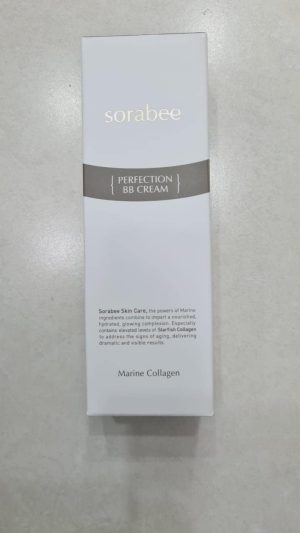 sorabee
{ PERFECTION
BB CREAM }
Sorabee Skin Care, the powers of Marine
ingredients combine to impart a nourished,
hydrated, glowing complexion. Especially
contains elevated levels of Starfish Collagen
to address the signs of aging, delivering
dramatic and visible results.
Marine Collagen